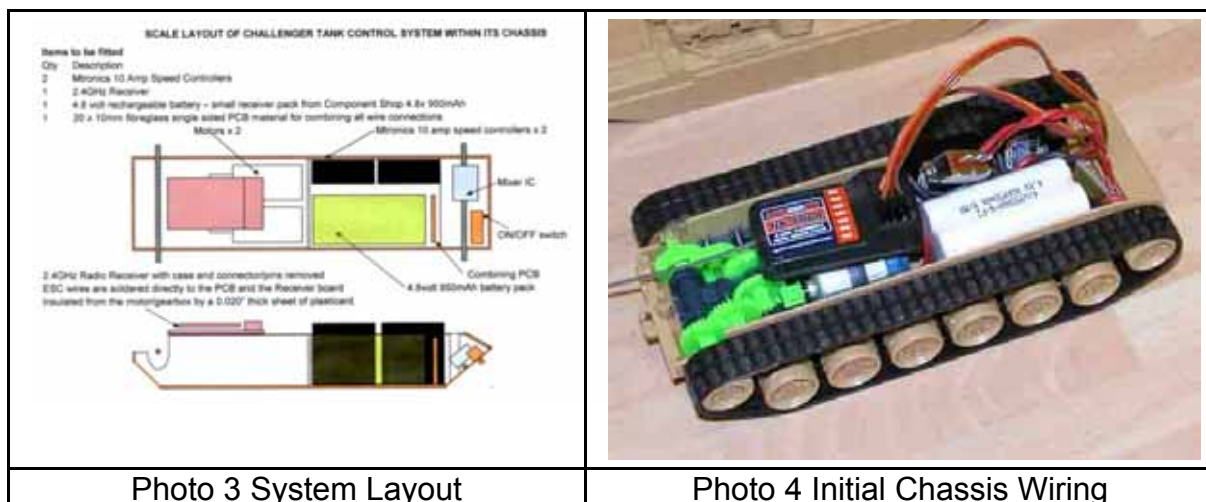 SCALE LAYOUT OF CHALLENGER TANK CONTROL SYSTEM WITHIN ITS CHASSIS
Items to be fitted
Qty Description
2 Mtronics 10 Amp Speed Controllers
1 2.4GHz Receiver
1 4.8 volt rechargeable battery – small receiver pack from Component Shop 4.8v 950mAh
1 20 x 10mm fibreglass single sided PCB material for combining all wire connections
Motors x 2
Mtronics 10 amp speed controllers x 2
Mixer IC
ON/OFF switch
Combining PCB
4.8volt 950mAh battery pack
2.4GHz Radio Receiver with case and connector/pins removed
ESC wires are soldered directly to the PCB and the Receiver board
insulated from the motor/gearbox by a 0.020" thick sheet of plasticard.
Photo 3 System Layout
Photo 4 Initial Chassis Wiring